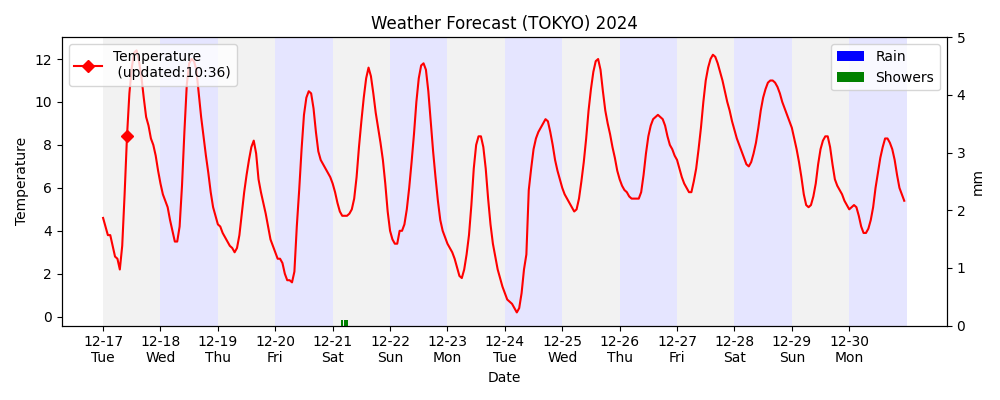 Weather Forecast (TOKYO) 2024
Temperature
(updated:10:36)
Rain
Showers
12
10
8
6
4
2
0
Temperature
5
4
3
2
1
0
mm
12-17 12-18 12-19 12-20 12-21 12-22 12-23 12-24 12-25 12-26 12-27 12-28 12-29 12-30
Tue Wed Thu Fri Sat Sun Mon Tue Wed Thu Fri Sat Sun Mon
Date